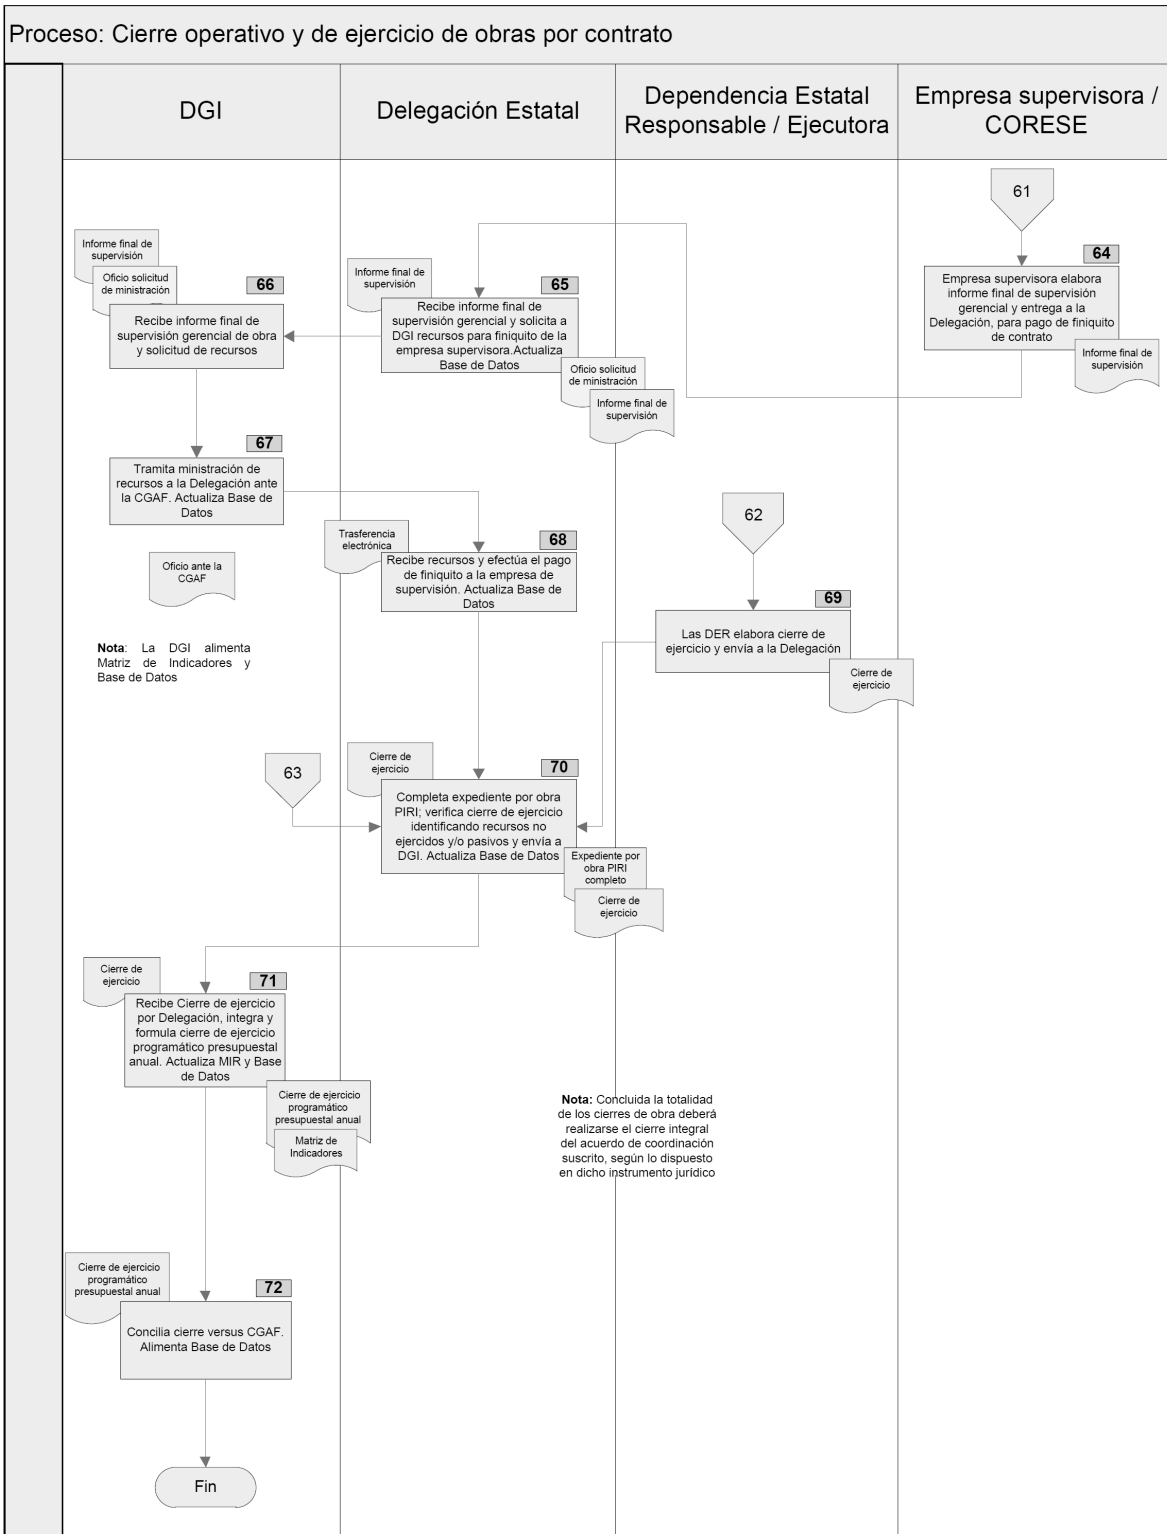 Proceso: Cierre operativo y de ejercicio de obras por contrato
DGI
Delegación Estatal
Dependencia Estatal
Responsable / Ejecutora
Empresa supervisora /
CORESE
61
64
Empresa supervisora elabora
informe final de supervisión
gerencial y entrega a la
Delegación, para pago de finiquito
de contrato
Informe final de
supervisión
Informe final de
supervisión
65
Recibe informe final de
supervisión gerencial y solicita a
DGI recursos para finiquito de la
empresa supervisora.Actualiza
Base de Datos
Oficio solicitud
de ministración
Informe final de
supervisión
Informe final de
supervisión
Oficio solicitud
de ministración
66
Recibe informe final de
supervisión gerencial de obra
y solicitud de recursos
67
Tramita ministración de
recursos a la Delegación ante
la CGAF. Actualiza Base de
Datos
Oficio ante la
CGAF
Nota: La DGI alimenta
Matriz de Indicadores y
Base de Datos
Trasferencia
electrónica
68
Recibe recursos y efectúa el pago
de finiquito a la empresa de
supervisión. Actualiza Base de
Datos
62
69
Las DER elabora cierre de
ejercicio y envía a la Delegación
Cierre de
ejercicio
63
Cierre de
ejercicio
70
Completa expediente por obra
PIRI; verifica cierre de ejercicio
identificando recursos no
ejercidos y/o pasivos y envía a
DGI. Actualiza Base de Datos
Expediente por
obra PIRI
completo
Cierre de
ejercicio
Cierre de
ejercicio
71
Recibe Cierre de ejercicio
por Delegación, integra y
formula cierre de ejercicio
programático presupuestal
anual. Actualiza MIR y Base
de Datos
Cierre de ejercicio
programático
presupuestal anual
Matriz de
Indicadores
Nota: Concluida la totalidad
de los cierres de obra deberá
realizarse el cierre integral
del acuerdo de coordinación
suscrito, según lo dispuesto
en dicho instrumento jurídico
Cierre de ejercicio
programático
presupuestal anual
72
Concilia cierre versus CGAF.
Alimenta Base de Datos
Fin